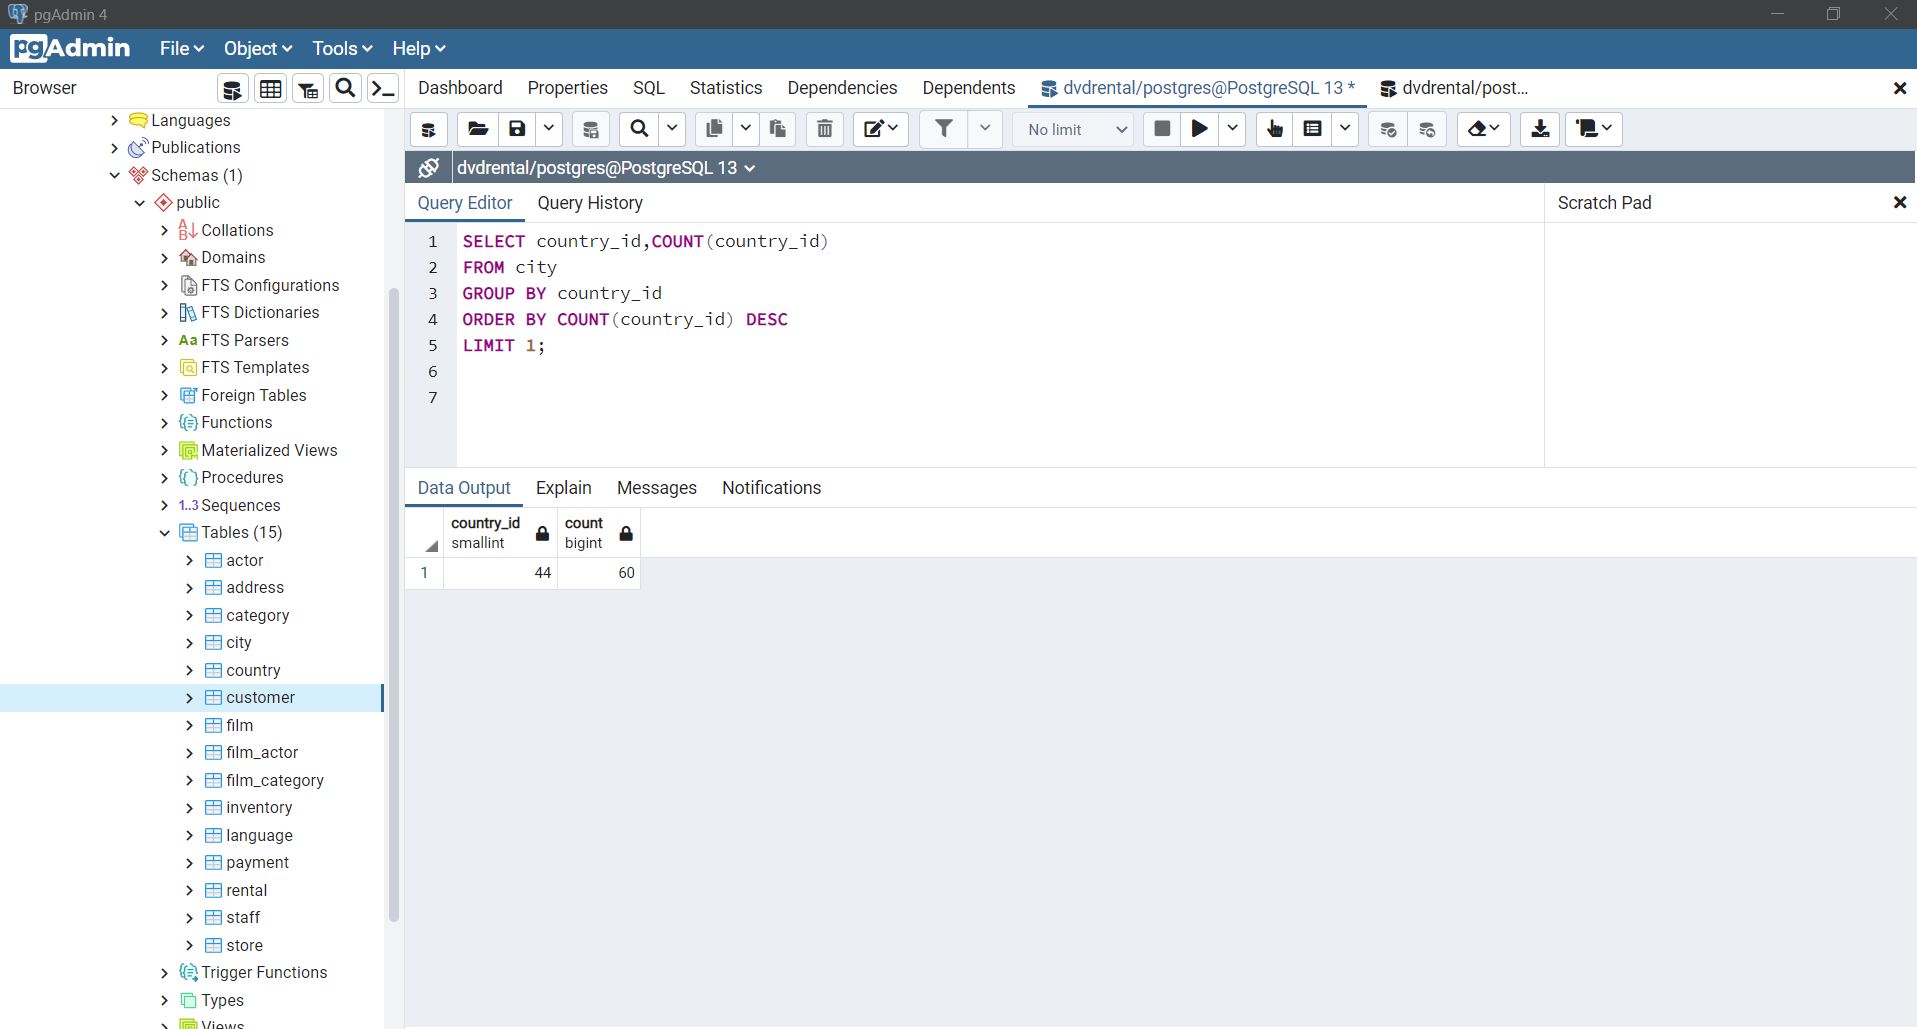 pgAdmin 4
pgAdmin File Object Tools Help
Browser
Dashboard Properties SQL Statistics Dependencies Dependents dvdrental/postgres@PostgreSQL 13 * dvdrental/post...
No limit
dvdrental/postgres@PostgreSQL 13
Query Editor Query History
Scratch Pad
1 SELECT country_id,COUNT(country_id)
2 FROM city
3 GROUP BY country_id
4 ORDER BY COUNT(country_id) DESC
5 LIMIT 1;
6
7
Data Output Explain Messages Notifications
country_id count
smallint bigint
1 44 60
Languages
Publications
Schemas (1)
public
Collations
Domains
FTS Configurations
FTS Dictionaries
Aa FTS Parsers
FTS Templates
Foreign Tables
Functions
Materialized Views
Procedures
1..3 Sequences
Tables (15)
actor
address
category
city
country
customer
film
film_actor
film_category
inventory
language
payment
rental
staff
store
Trigger Functions
Types
Views